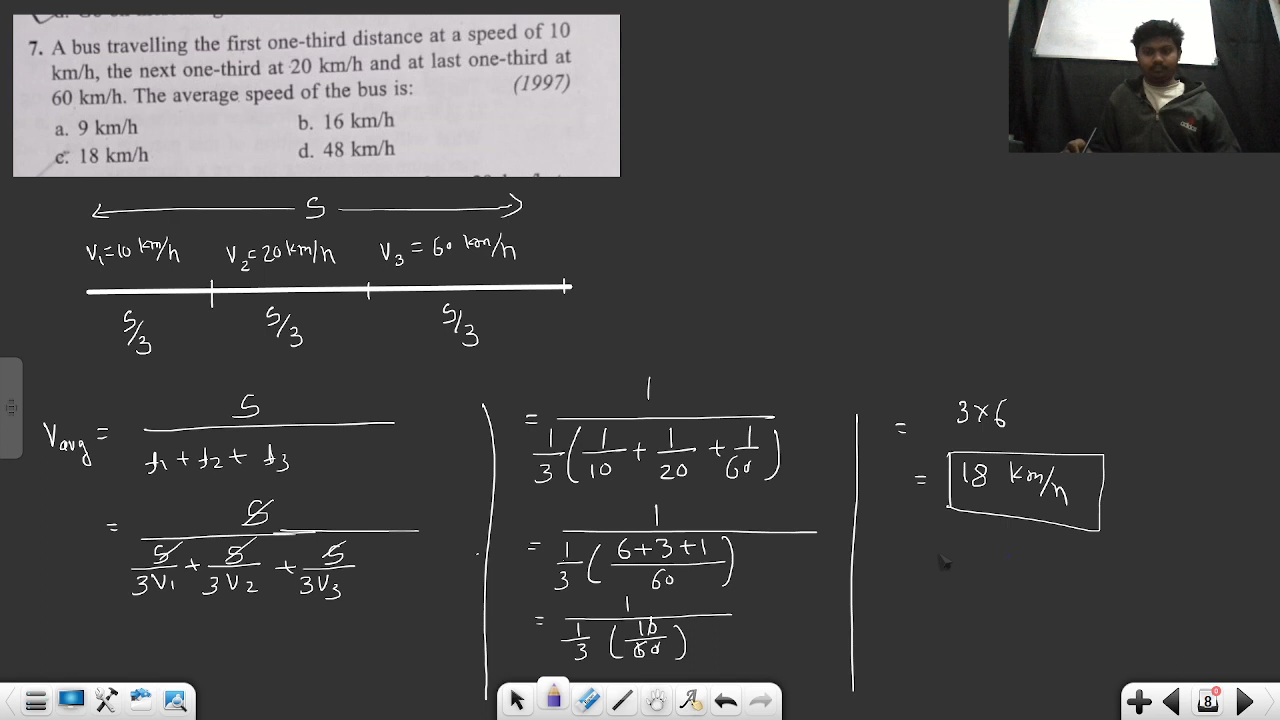 7. A bus travelling the first one-third distance at a speed of 10
km/h, the next one-third at 20 km/h and at last one-third at
60 km/h. The average speed of the bus is: (1997)
a. 9 km/h b. 16 km/h
c. 18 km/h d. 48 km/h
S
V₁=10 km/h V₂=20 km/h V₃ = 60 km/h
S/3 S/3 S/3
Vavg = S / (t₁ + t₂ + t₃)
= S / (S/3V₁ + S/3V₂ + S/3V₃)
= 1 / (1/3 (1/10 + 1/20 + 1/60))
= 1 / (1/3 ((6+3+1)/60))
= 1 / (1/3 (10/60))
= 3×6
= 18 km/h
8